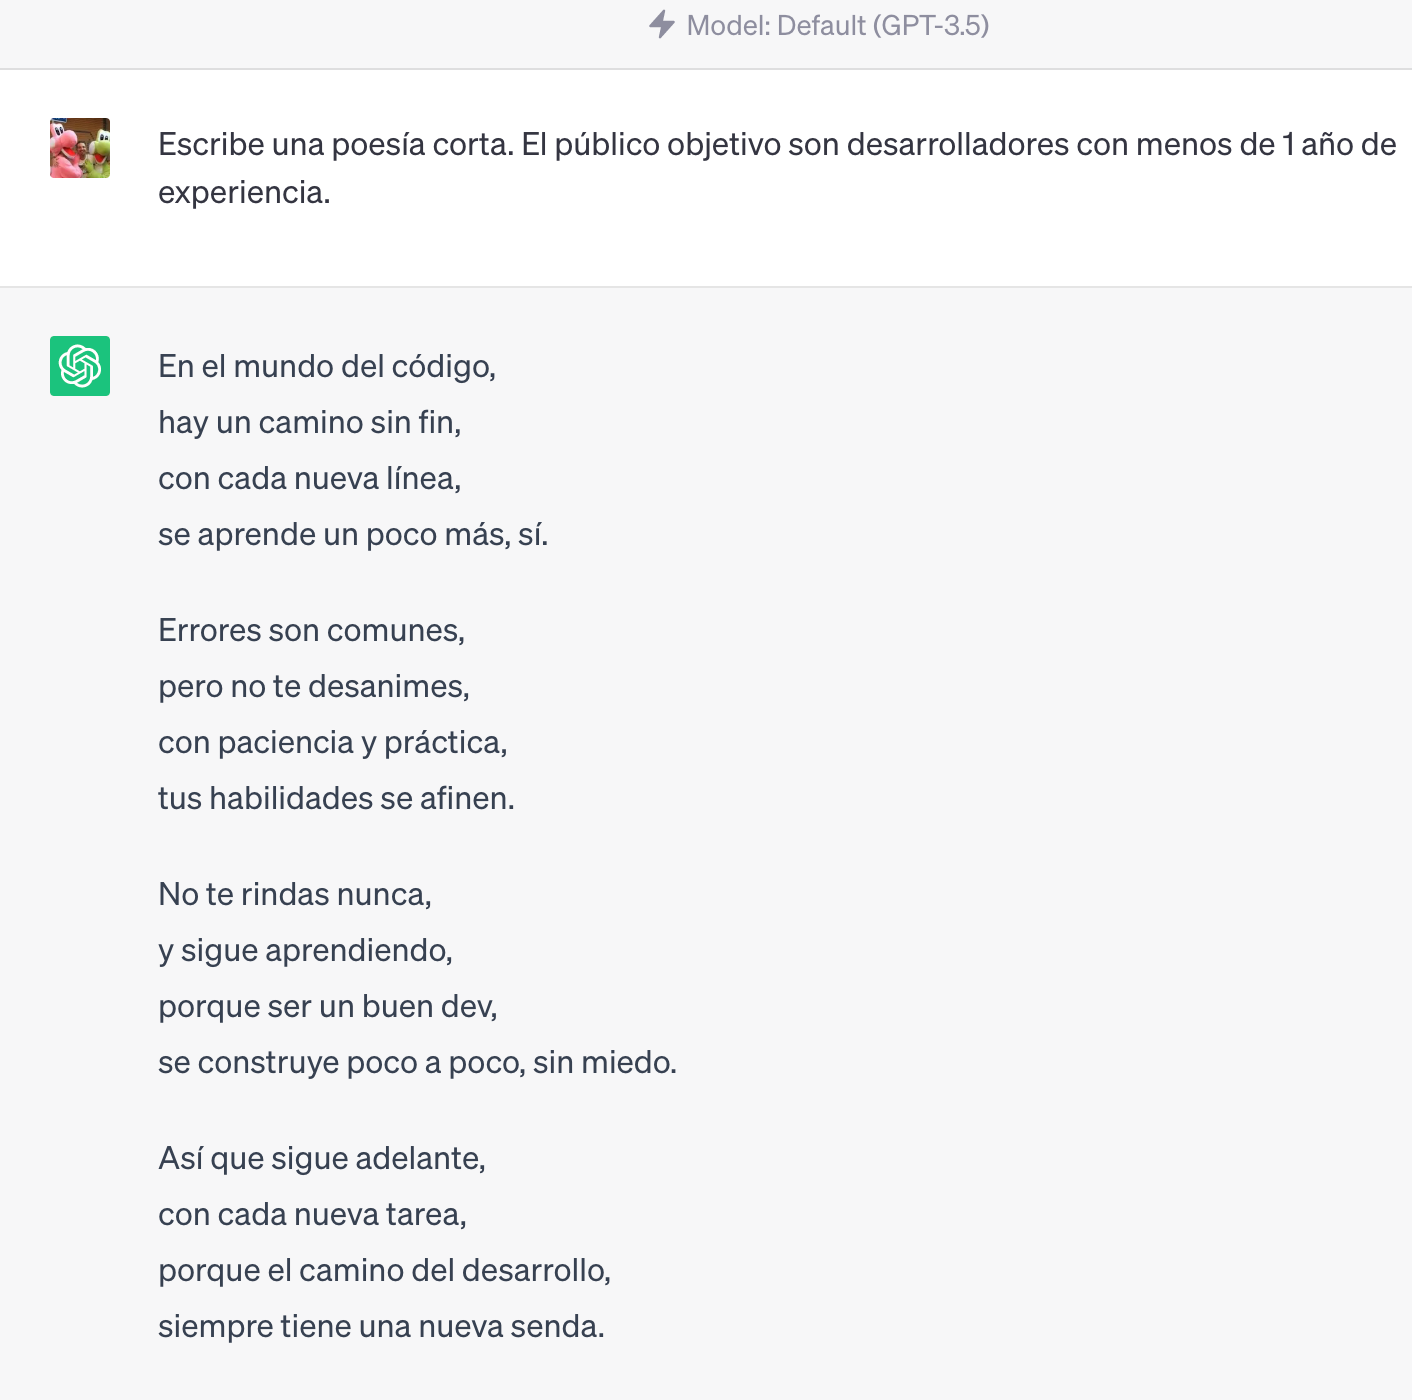 Model: Default (GPT-3.5)
Escribe una poesía corta. El público objetivo son desarrolladores con menos de 1 año de
experiencia.
En el mundo del código,
hay un camino sin fin,
con cada nueva línea,
se aprende un poco más, sí.
Errores son comunes,
pero no te desanimes,
con paciencia y práctica,
tus habilidades se afinen.
No te rindas nunca,
y sigue aprendiendo,
porque ser un buen dev,
se construye poco a poco, sin miedo.
Así que sigue adelante,
con cada nueva tarea,
porque el camino del desarrollo,
siempre tiene una nueva senda.